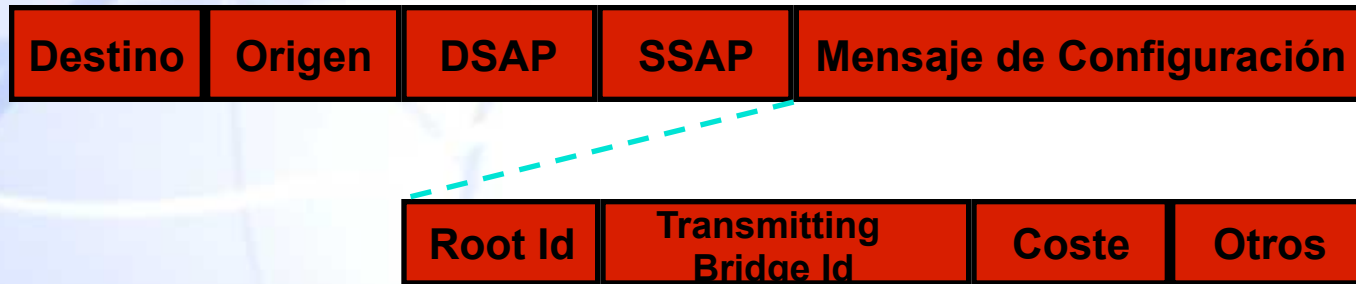 Destino Origen DSAP SSAP Mensaje de Configuración
Root Id Transmitting Bridge Id Coste Otros